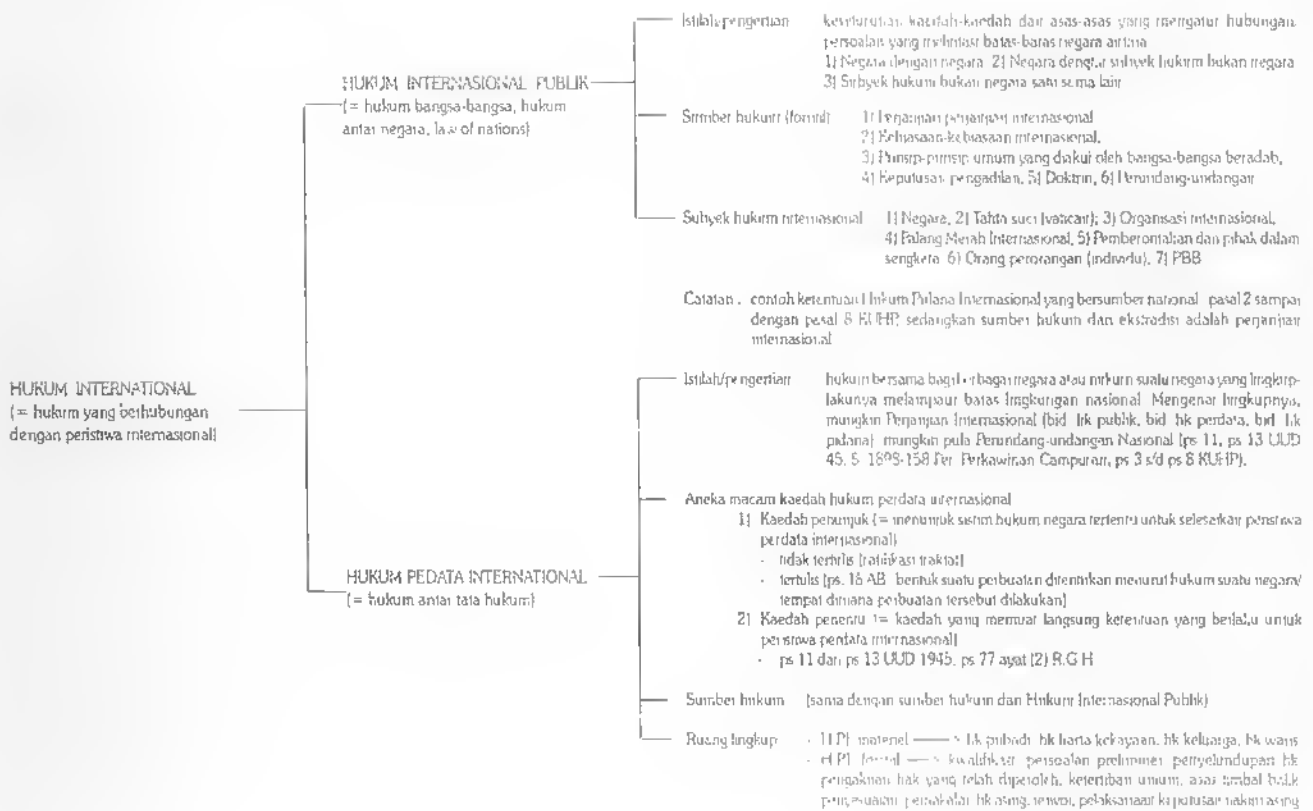 Istilah/pengertian keseluruhan kaedah-kaedah dan asas-asas yang mengatur hubungan
persoalan yang melintasi batas-batas negara antara
1) Negara dengan negara 2) Negara dengan subyek hukum bukan negara
3) Subyek hukum bukan negara satu sama lain
HUKUM INTERNASIONAL PUBLIK
(= hukum bangsa-bangsa, hukum
antar negara, law of nations)
Sumber hukum (formil) 1) Perjanjian perjanjian internasional
2) Kebiasaan-kebiasaan internasional,
3) Prinsip-prinsip umum yang diakui oleh bangsa-bangsa beradab,
4) Keputusan pengadilan, 5) Doktrin, 6) Perundang-undangan
Subyek hukum internasional 1) Negara, 2) Tahta suci (vatican); 3) Organisasi internasional,
4) Palang Merah Internasional, 5) Pemberontakan dan pihak dalam
sengketa 6) Orang perorangan (individu), 7) PBB
Catatan : contoh ketentuan Hukum Pidana Internasional yang bersumber national pasal 2 sampai
dengan pasal 8 KUHP, sedangkan sumber hukum dan ekstradisi adalah perjanjian
internasional
HUKUM INTERNATIONAL
(= hukum yang berhubungan
dengan peristiwa internasional)
Istilah/pengertian hukum bersama bagi berbagai negara atau hukum suatu negara yang lingkup-
lakunya melampaui batas lingkungan nasional Mengenai lingkupnya,
mungkin Perjanjian Internasional (bid hk publik, bid hk perdata, bid hk
pidana) mungkin pula Perundang-undangan Nasional (ps 11, ps 13 UUD
45, S 1898-158 Per Perkawinan Campuran, ps 3 s/d ps 8 KUHP).
Aneka macam kaedah hukum perdata internasional
1) Kaedah penunjuk (= menunjuk sistim hukum negara tertentu untuk selesaikan peristiwa
perdata internasional)
- tidak tertulis (ratifikasi traktat)
- tertulis (ps. 18 AB bentuk suatu perbuatan ditentukan menurut hukum suatu negara/
tempat dimana perbuatan tersebut dilakukan)
HUKUM PEDATA INTERNATIONAL
(= hukum antar tata hukum)
2) Kaedah penentu (= kaedah yang memuat langsung ketentuan yang berlaku untuk
peristiwa perdata internasional)
- ps 11 dan ps 13 UUD 1945, ps 77 ayat (2) R.G H
Sumber hukum (sama dengan sumber hukum dan Hukum Internasional Publik)
Ruang lingkup - HPI materiel —> hk pribadi hk harta kekayaan, hk keluarga, hk waris
- HPI formal —> kwalifikasi persoalan preliminer penyelundupan hk
pengakuan hak yang telah diperoleh, ketertiban umum, asas timbal balik
penyesuaian pemakaian hk asing, renvoi, pelaksanaan keputusan hakim asing